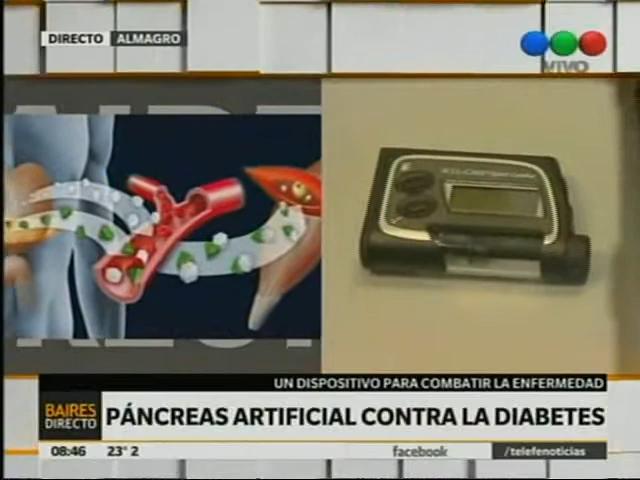 DIRECTO ALMAGRO
VIVO
UN DISPOSITIVO PARA COMBATIR LA ENFERMEDAD
BAIRES
DIRECTO
PÁNCREAS ARTIFICIAL CONTRA LA DIABETES
08:46 23° 2 facebook /telefenoticias